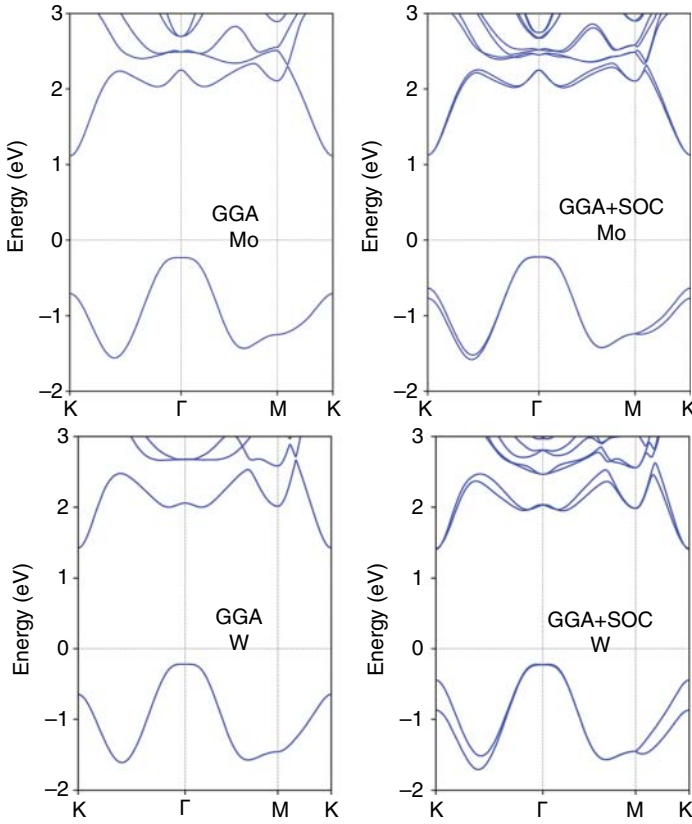 3
2
1
0
–1
–2
Energy (eV)
GGA
Mo
K Γ M K
3
2
1
0
–1
–2
Energy (eV)
GGA+SOC
Mo
K Γ M K
3
2
1
0
–1
–2
Energy (eV)
GGA
W
K Γ M K
3
2
1
0
–1
–2
Energy (eV)
GGA+SOC
W
K Γ M K